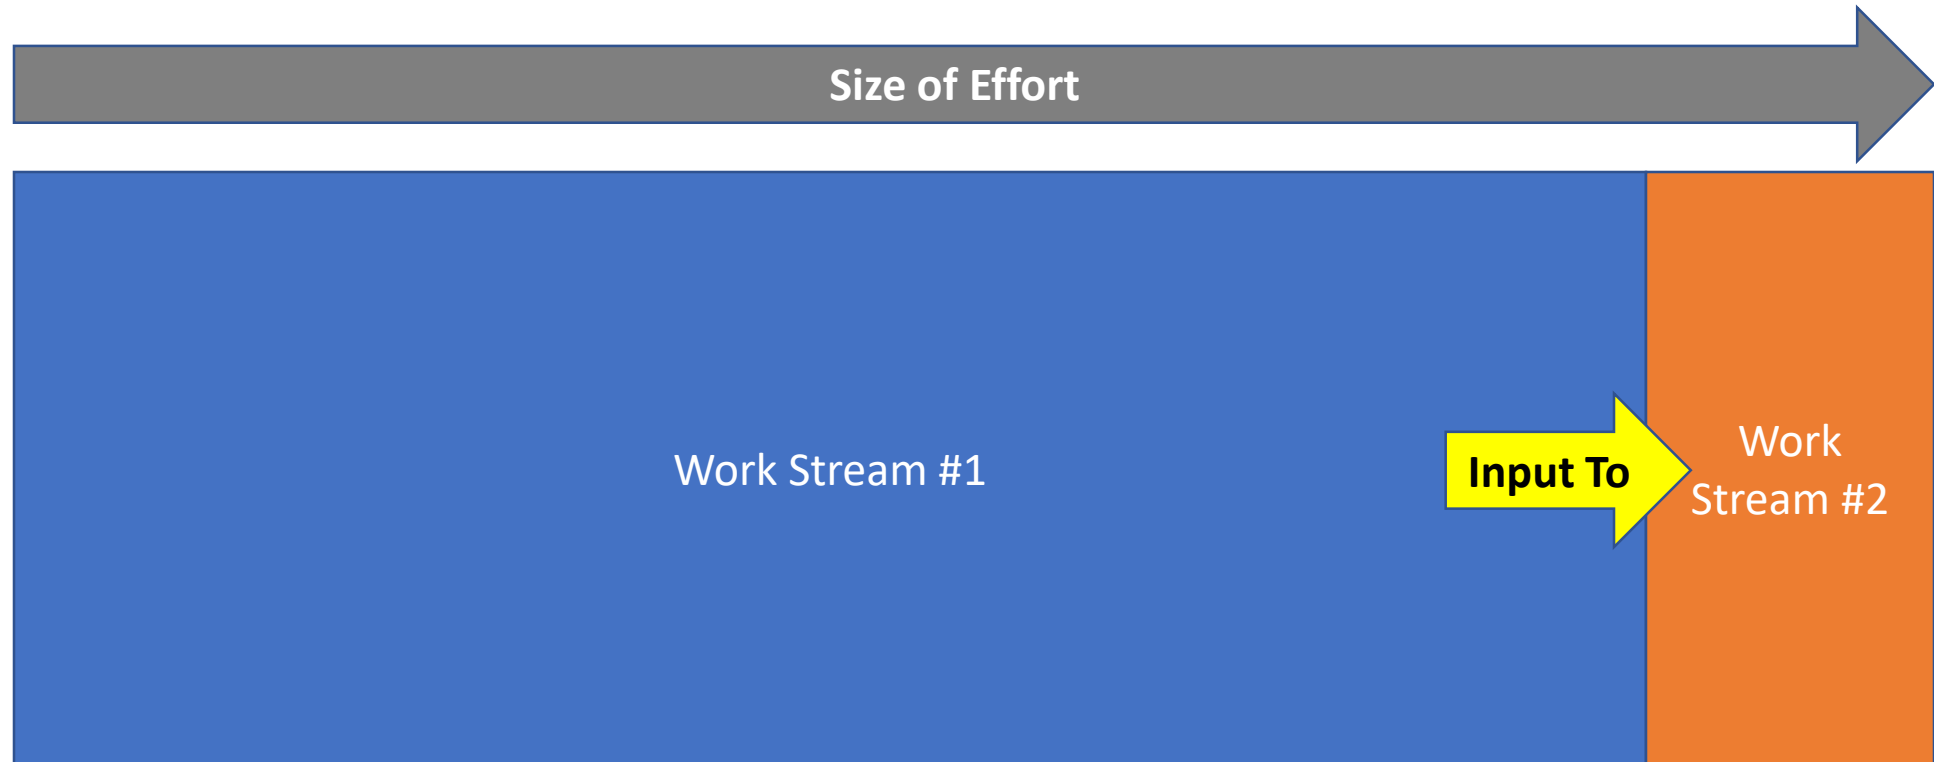 Size of Effort
Work Stream #1
Input To
Work
Stream #2